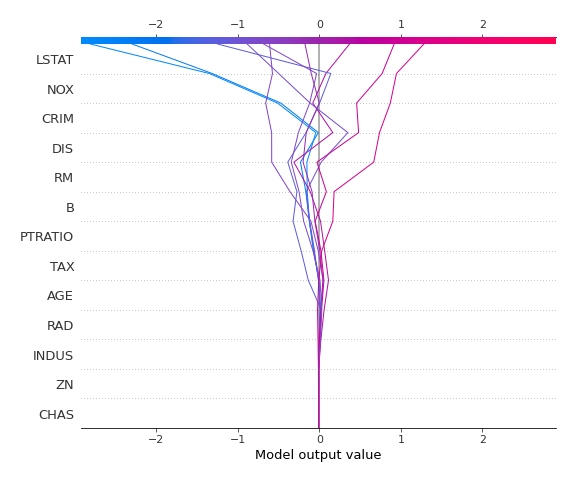 −2 −1 0 1 2
LSTAT
NOX
CRIM
DIS
RM
B
PTRATIO
TAX
AGE
RAD
INDUS
ZN
CHAS
−2 −1 0 1 2
Model output value